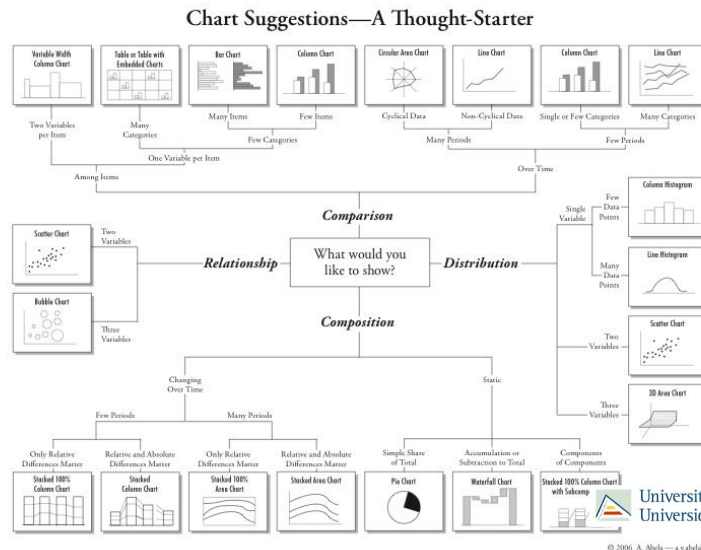 Chart Suggestions—A Thought-Starter
Variable Width
Column Chart
Table or Table with
Embedded Charts
Bar Chart
Column Chart
Circular Area Chart
Line Chart
Column Chart
Line Chart
Two Variables
per Item
Many
Categories
Many Items
Few Items
Cyclical Data
Non-Cyclical Data
Single or Few Categories
Many Categories
Few Categories
Many Periods
Few Periods
One Variable per Item
Among Items
Over Time
Comparison
What would you
like to show?
Relationship
Two
Variables
Scatter Chart
Three
Variables
Bubble Chart
Distribution
Single
Variable
Few
Data
Points
Column Histogram
Many
Data
Points
Line Histogram
Two
Variables
Scatter Chart
Three
Variables
3D Area Chart
Composition
Changing
Over Time
Static
Few Periods
Many Periods
Only Relative
Differences Matter
Relative and Absolute
Differences Matter
Only Relative
Differences Matter
Relative and Absolute
Differences Matter
Simple Share
of Total
Accumulation or
Subtraction to Total
Components
of Components
Stacked 100%
Column Chart
Stacked
Column Chart
Stacked 100%
Area Chart
Stacked Area Chart
Pie Chart
Waterfall Chart
Stacked 100% Column Chart
with Subcomp
Universit
Universid
© 2006 A. Abela — a.v.abela